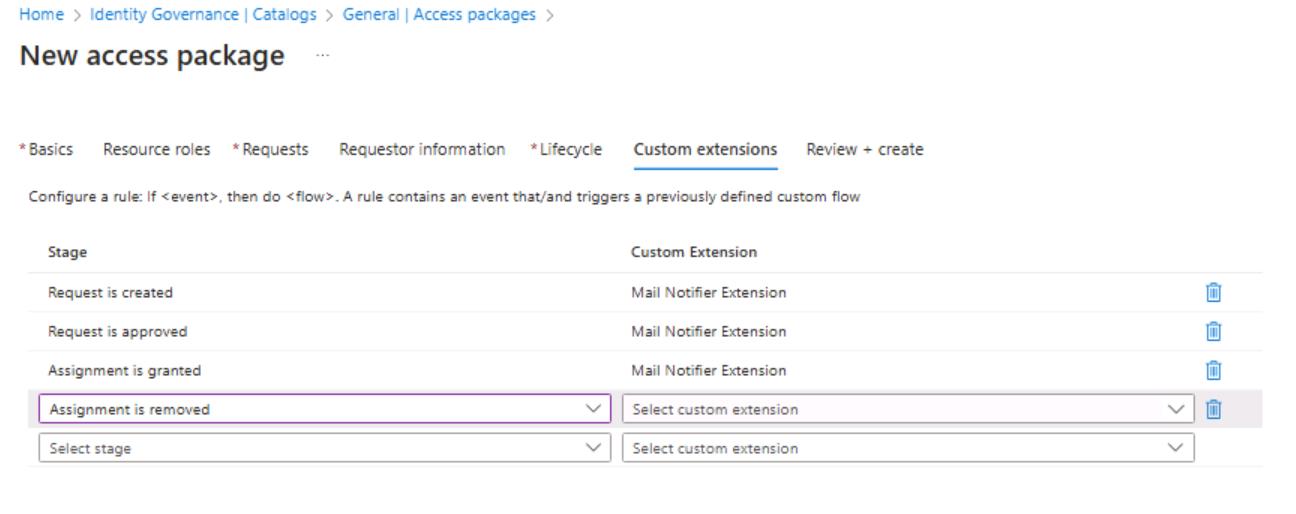 Home > Identity Governance | Catalogs > General | Access packages >
New access package ...
* Basics Resource roles * Requests Requestor information * Lifecycle Custom extensions Review + create
Configure a rule: If <event>, then do <flow>. A rule contains an event that/and triggers a previously defined custom flow
Stage Custom Extension
Request is created Mail Notifier Extension
Request is approved Mail Notifier Extension
Assignment is granted Mail Notifier Extension
Assignment is removed Select custom extension
Select stage Select custom extension